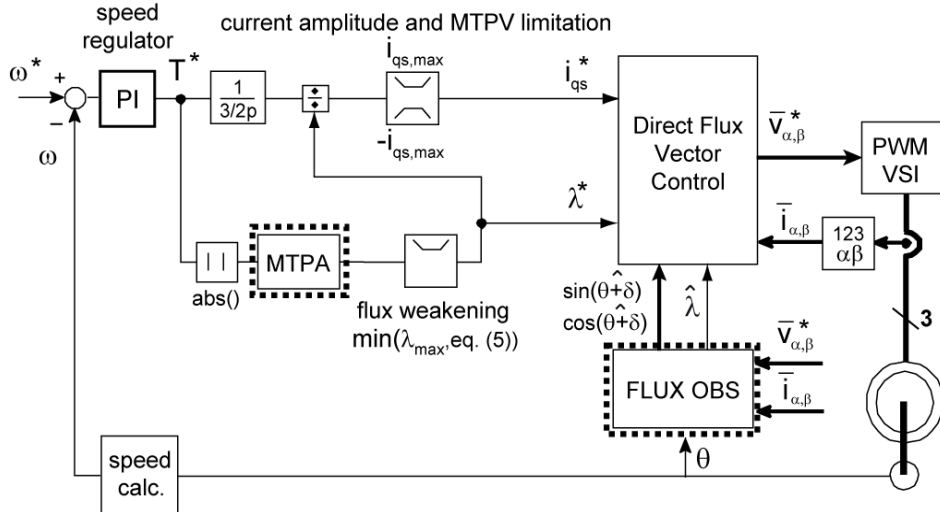 speed
regulator
current amplitude and MTPV limitation
ω*
+
−
PI
T*
1
3/2p
÷
i_qs,max
-i_qs,max
i_qs*
Direct Flux
Vector
Control
v̅_α,β*
PWM
VSI
ω
λ*
i̅_α,β
123
αβ
| |
abs()
MTPA
flux weakening
min(λ_max,eq. (5))
sin(θ+̂δ)
cos(θ+̂δ)
λ̂
3
v̅_α,β*
i̅_α,β
FLUX OBS
θ
speed
calc.